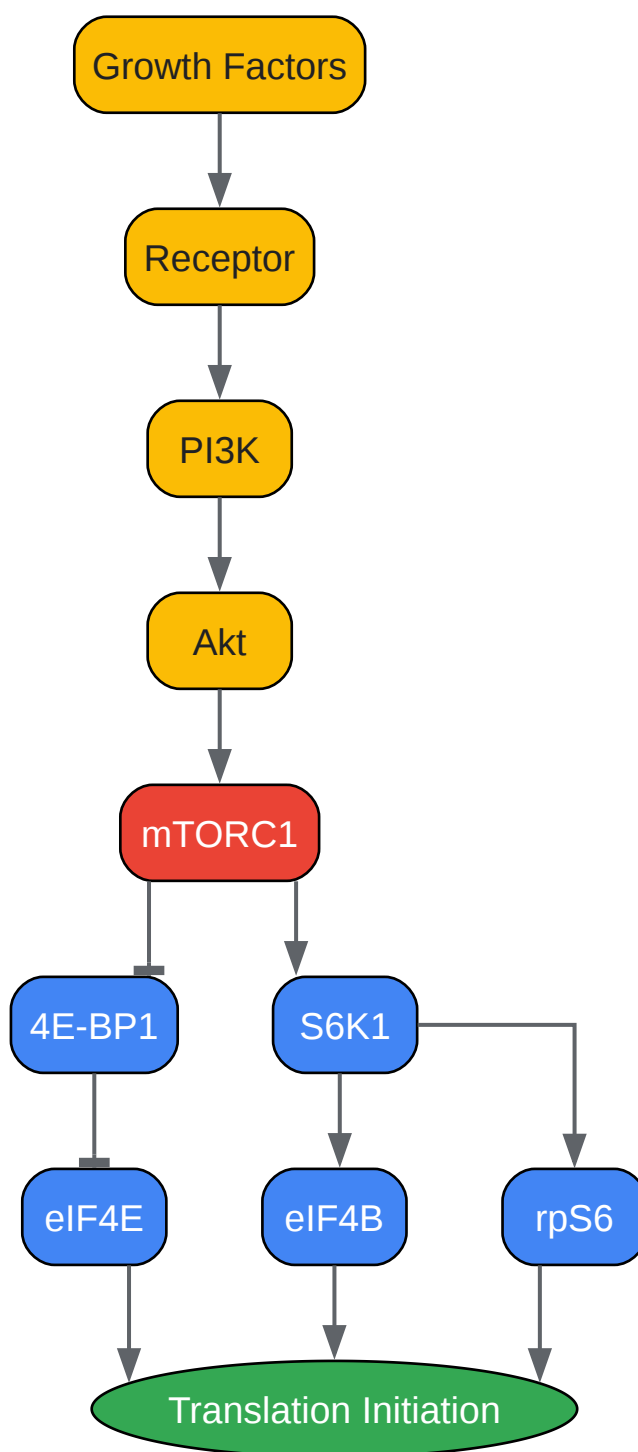 Growth Factors
Receptor
PI3K
Akt
mTORC1
4E-BP1
S6K1
eIF4E
eIF4B
rpS6
Translation Initiation